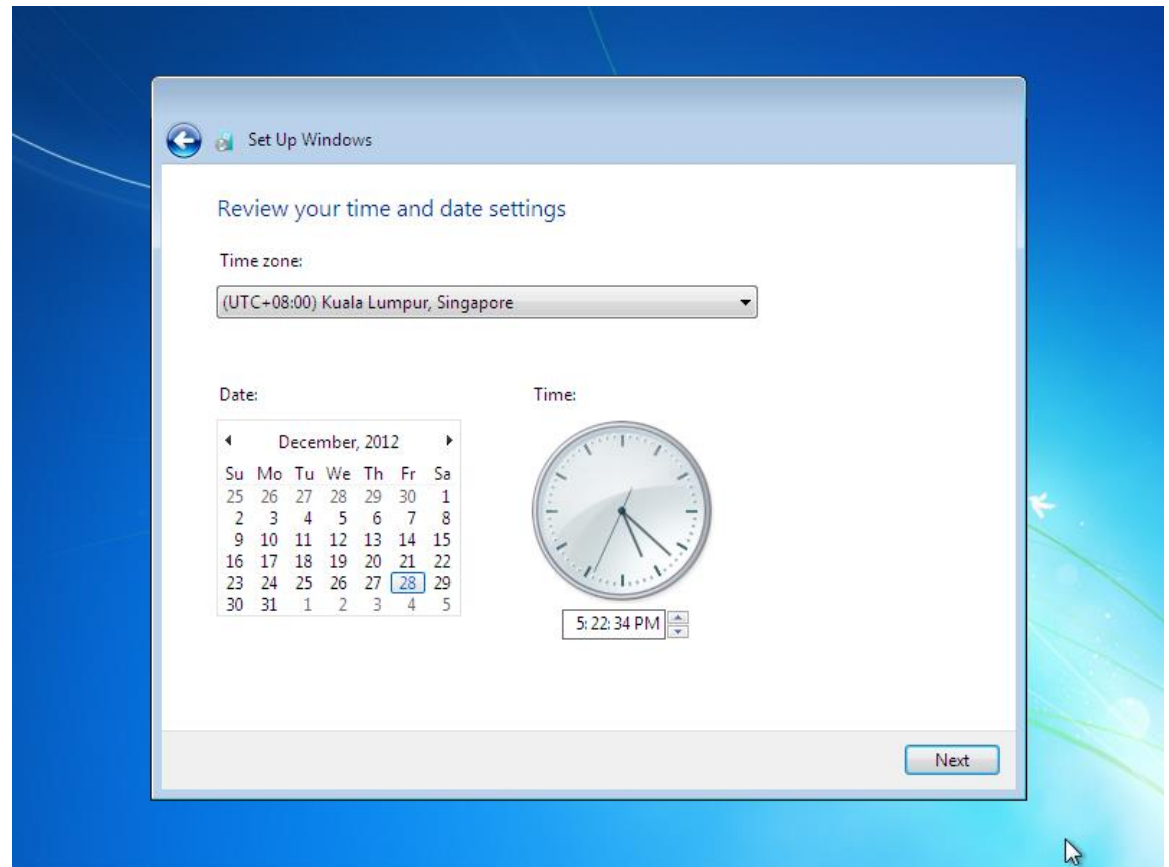 Set Up Windows
Review your time and date settings
Time zone:
(UTC+08:00) Kuala Lumpur, Singapore
Date:
December, 2012
Su Mo Tu We Th Fr Sa
25 26 27 28 29 30 1
2 3 4 5 6 7 8
9 10 11 12 13 14 15
16 17 18 19 20 21 22
23 24 25 26 27 28 29
30 31 1 2 3 4 5
Time:
5: 22: 34 PM
Next